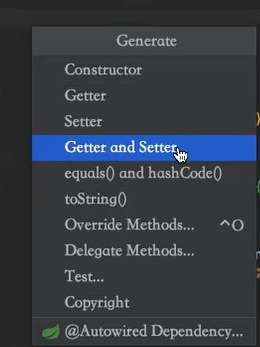 Generate
Constructor
Getter
Setter
Getter and Setter
equals() and hashCode()
toString()
Override Methods... ^O
Delegate Methods...
Test...
Copyright
@Autowired Dependency...